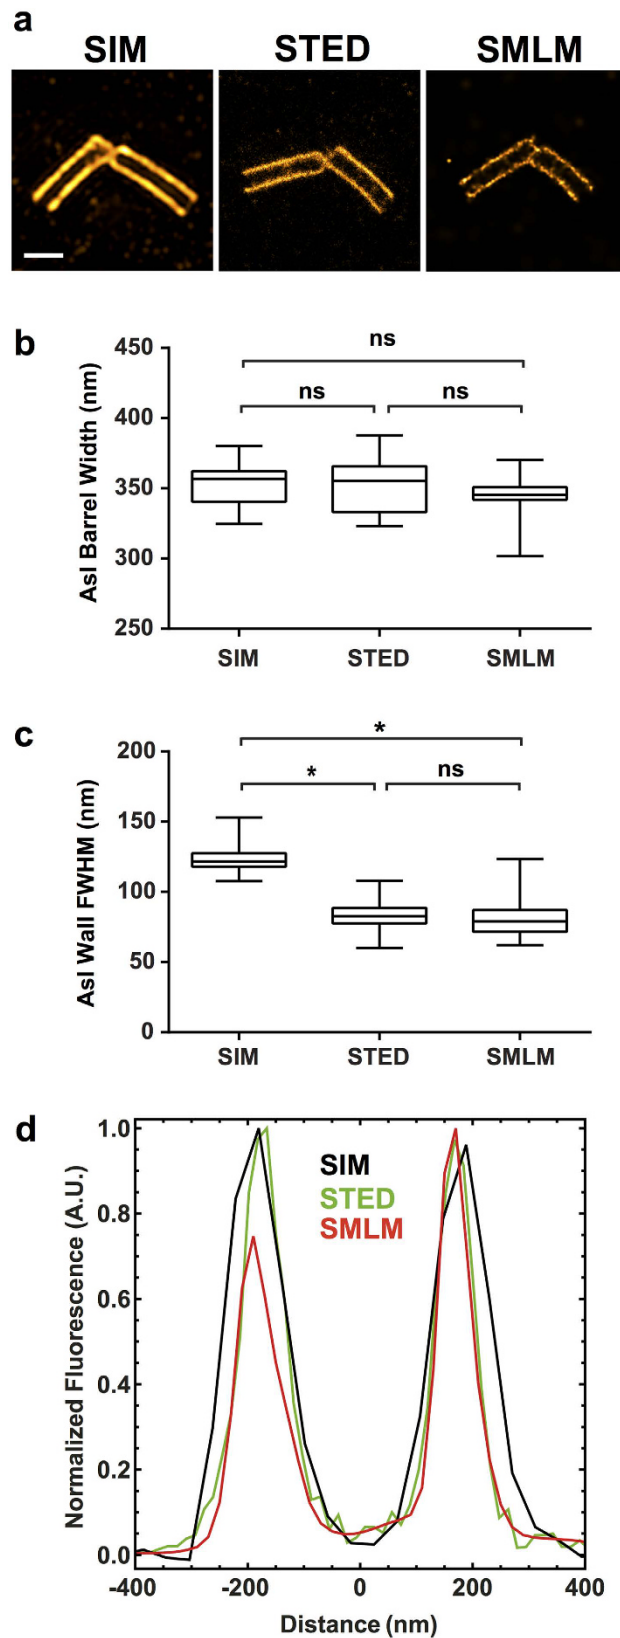 a
SIM STED SMLM
b
Asl Barrel Width (nm)
450
400
350
300
250
ns
ns ns
SIM STED SMLM
c
Asl Wall FWHM (nm)
200
150
100
50
0
*
* ns
SIM STED SMLM
d
Normalized Fluorescence (A.U.)
1.0
0.8
0.6
0.4
0.2
0.0
SIM
STED
SMLM
-400 -200 0 200 400
Distance (nm)